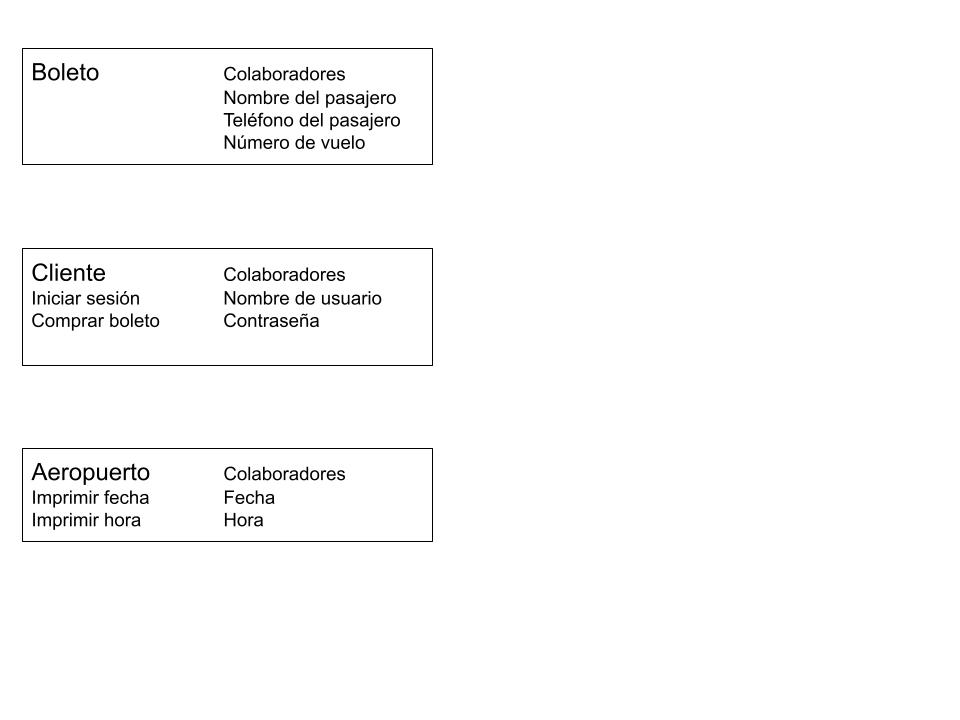 Boleto Colaboradores
Nombre del pasajero
Teléfono del pasajero
Número de vuelo
Cliente Colaboradores
Iniciar sesión Nombre de usuario
Comprar boleto Contraseña
Aeropuerto Colaboradores
Imprimir fecha Fecha
Imprimir hora Hora